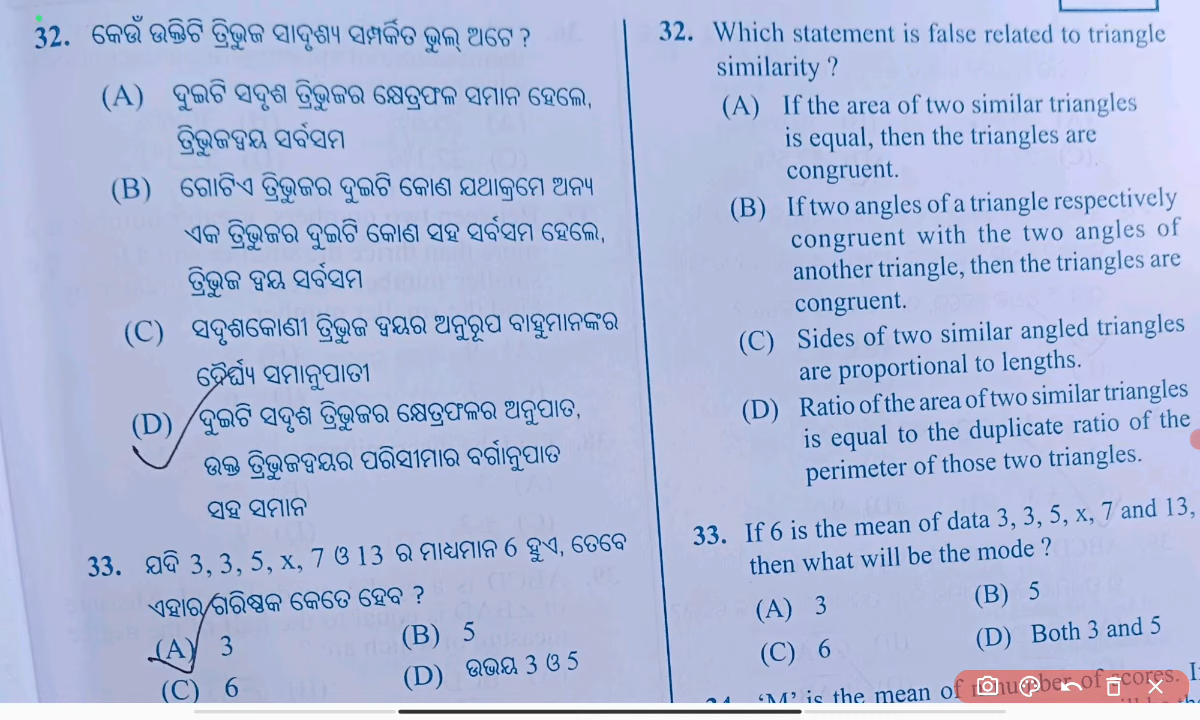 32. କେଉଁ ଉକ୍ତିଟି ତ୍ରିଭୁଜ ସାଦୃଶ୍ୟ ସମ୍ପର୍କିତ ଭୁଲ୍ ଅଟେ ?
(A) ଦୁଇଟି ସଦୃଶ ତ୍ରିଭୁଜର କ୍ଷେତ୍ରଫଳ ସମାନ ହେଲେ,
ତ୍ରିଭୁଜଦ୍ୱୟ ସର୍ବସମ
(B) ଗୋଟିଏ ତ୍ରିଭୁଜର ଦୁଇଟି କୋଣ ଯଥାକ୍ରମେ ଅନ୍ୟ
ଏକ ତ୍ରିଭୁଜର ଦୁଇଟି କୋଣ ସହ ସର୍ବସମ ହେଲେ,
ତ୍ରିଭୁଜ ଦ୍ୱୟ ସର୍ବସମ
(C) ସଦୃଶକୋଣୀ ତ୍ରିଭୁଜ ଦ୍ୱୟର ଅନୁରୂପ ବାହୁମାନଙ୍କର
ଦୈର୍ଘ୍ୟ ସମାନୁପାତୀ
(D) ଦୁଇଟି ସଦୃଶ ତ୍ରିଭୁଜର କ୍ଷେତ୍ରଫଳର ଅନୁପାତ,
ଉକ୍ତ ତ୍ରିଭୁଜଦ୍ୱୟର ପରିସୀମାର ବର୍ଗାନୁପାତ
ସହ ସମାନ
33. ଯଦି 3, 3, 5, x, 7 ଓ 13 ର ମାଧ୍ୟମାନ 6 ହୁଏ, ତେବେ
ଏହାର ଗରିଷ୍ଠକ କେତେ ହେବ ?
(A) 3 (B) 5
(C) 6 (D) ଉଭୟ 3 ଓ 5
32. Which statement is false related to triangle
similarity ?
(A) If the area of two similar triangles
is equal, then the triangles are
congruent.
(B) If two angles of a triangle respectively
congruent with the two angles of
another triangle, then the triangles are
congruent.
(C) Sides of two similar angled triangles
are proportional to lengths.
(D) Ratio of the area of two similar triangles
is equal to the duplicate ratio of the
perimeter of those two triangles.
33. If 6 is the mean of data 3, 3, 5, x, 7 and 13,
then what will be the mode ?
(A) 3 (B) 5
(C) 6 (D) Both 3 and 5
'M' is the mean of number of scores.